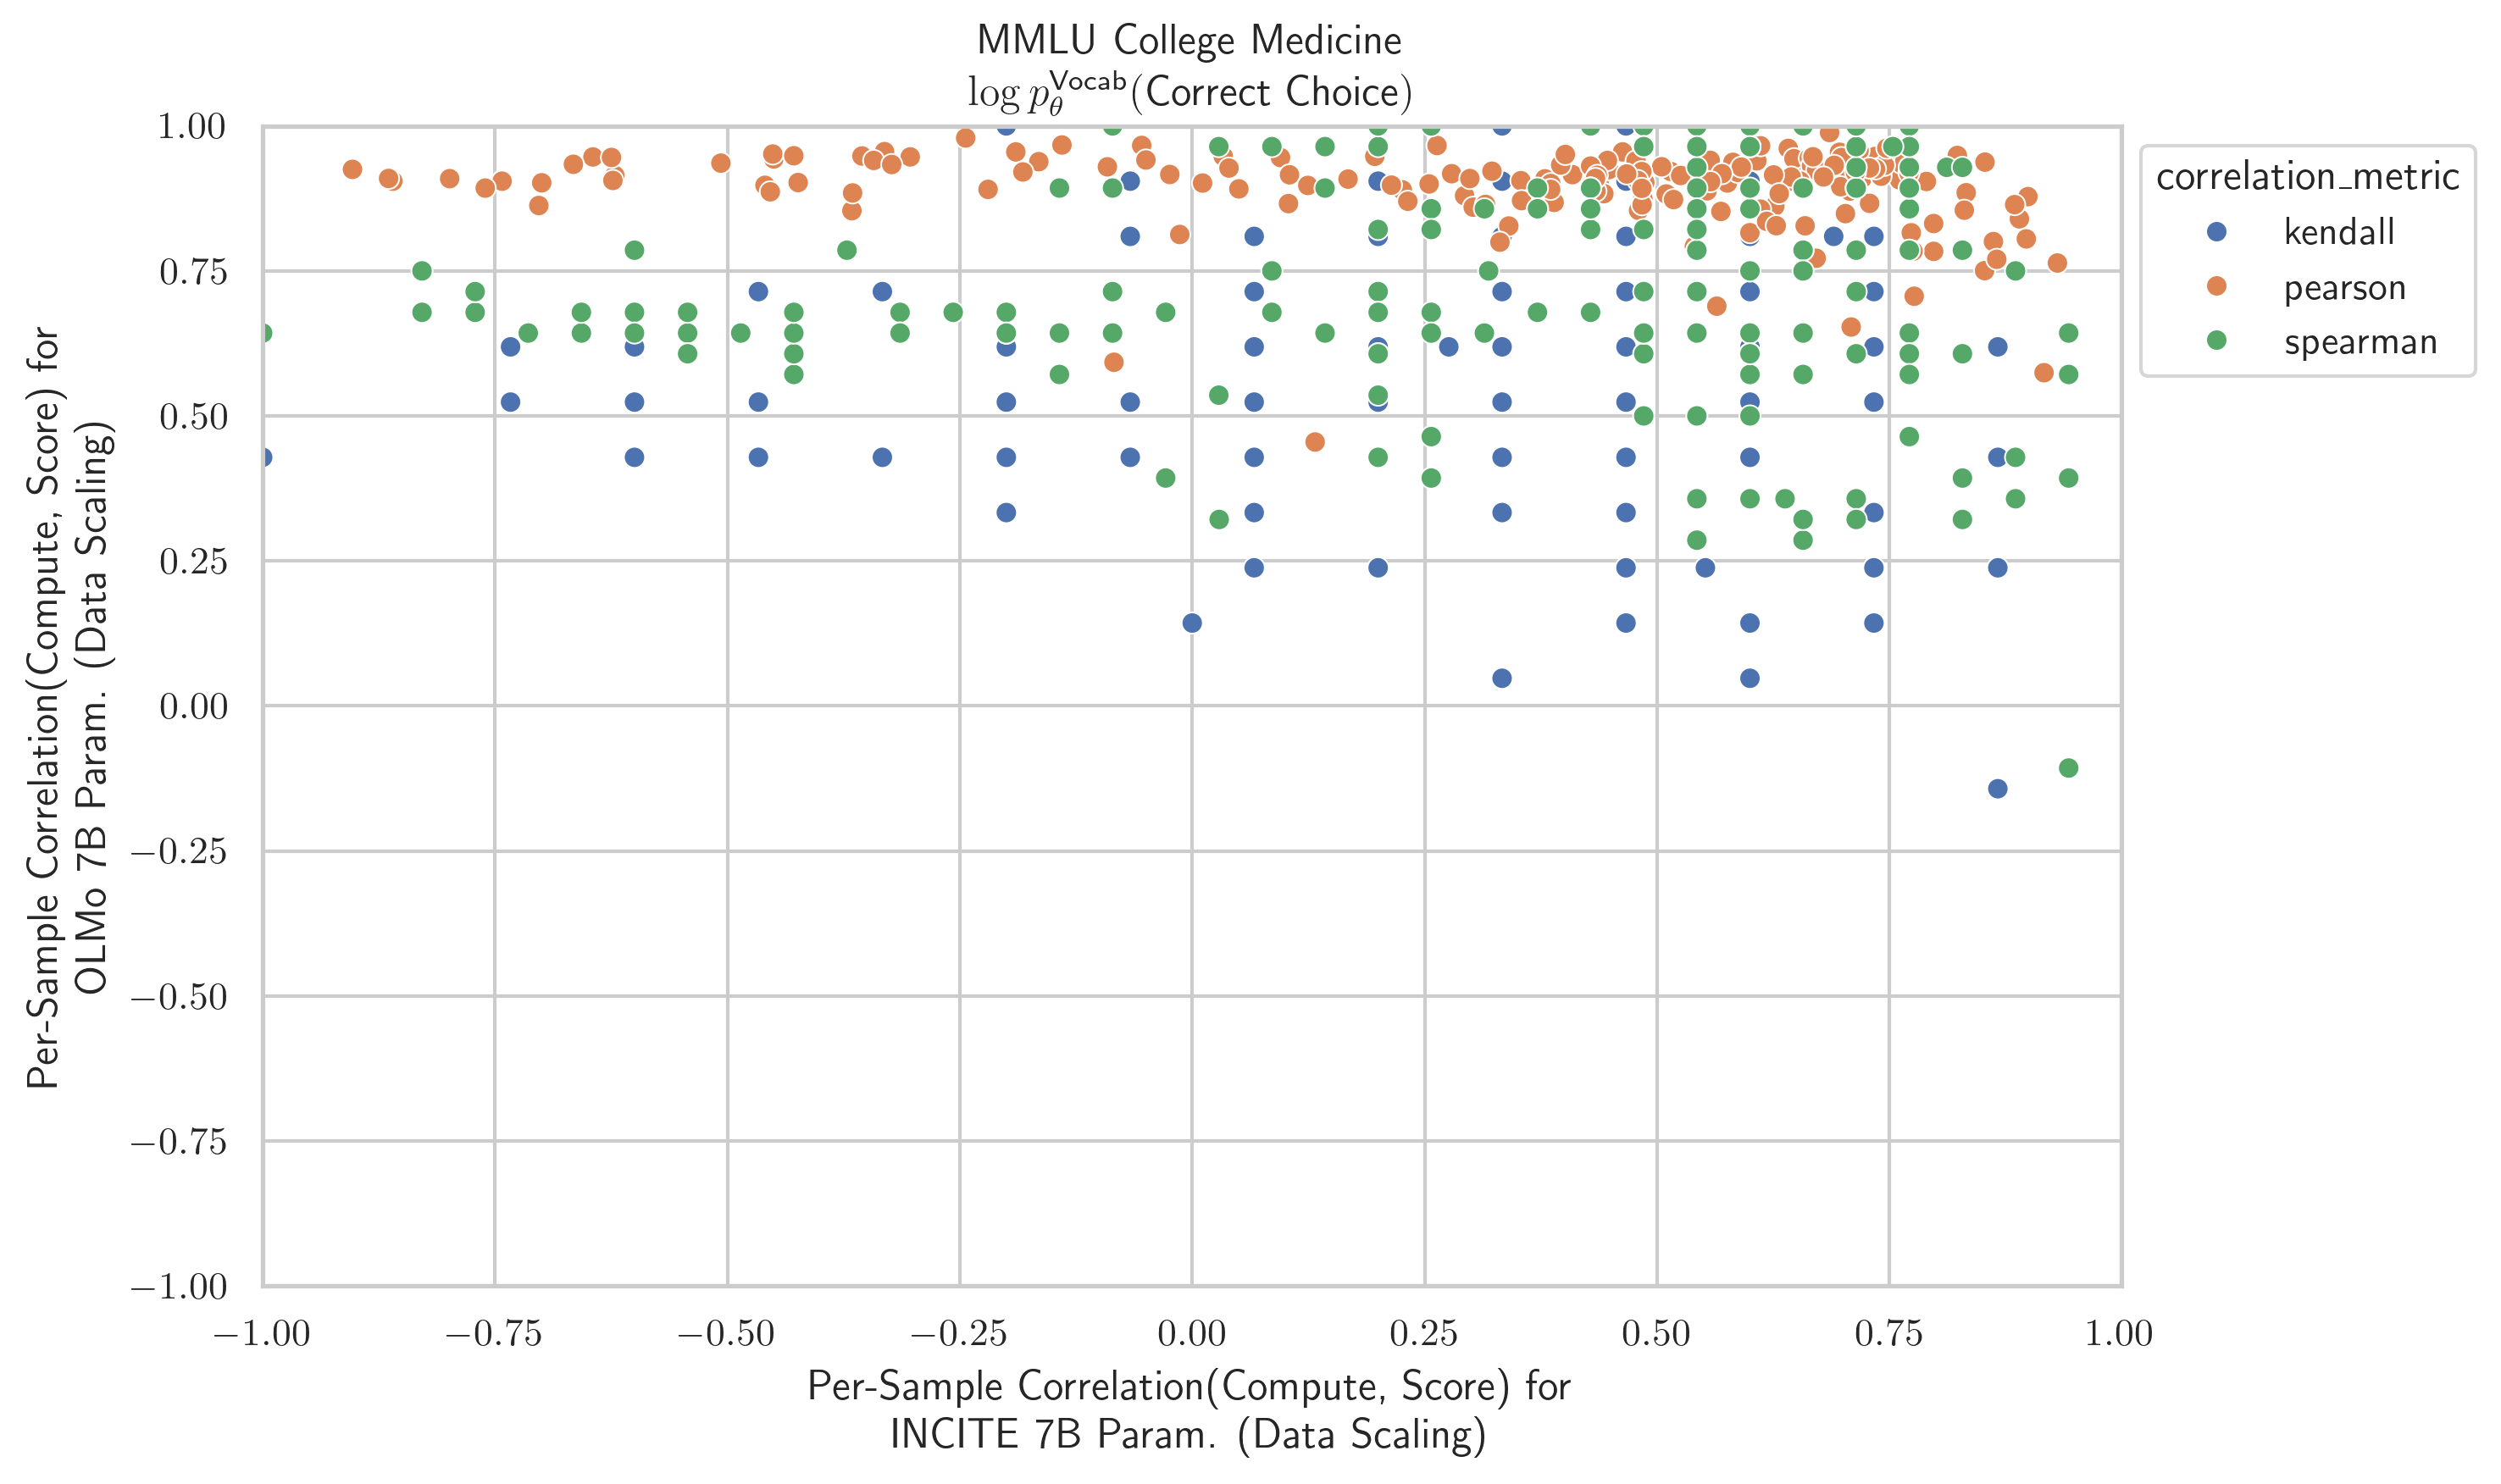 MMLU College Medicine
log p_θ^Vocab(Correct Choice)
Per-Sample Correlation(Compute, Score) for
OLMo 7B Param. (Data Scaling)
1.00
0.75
0.50
0.25
0.00
−0.25
−0.50
−0.75
−1.00
−1.00 −0.75 −0.50 −0.25 0.00 0.25 0.50 0.75 1.00
Per-Sample Correlation(Compute, Score) for
INCITE 7B Param. (Data Scaling)
correlation_metric
kendall
pearson
spearman